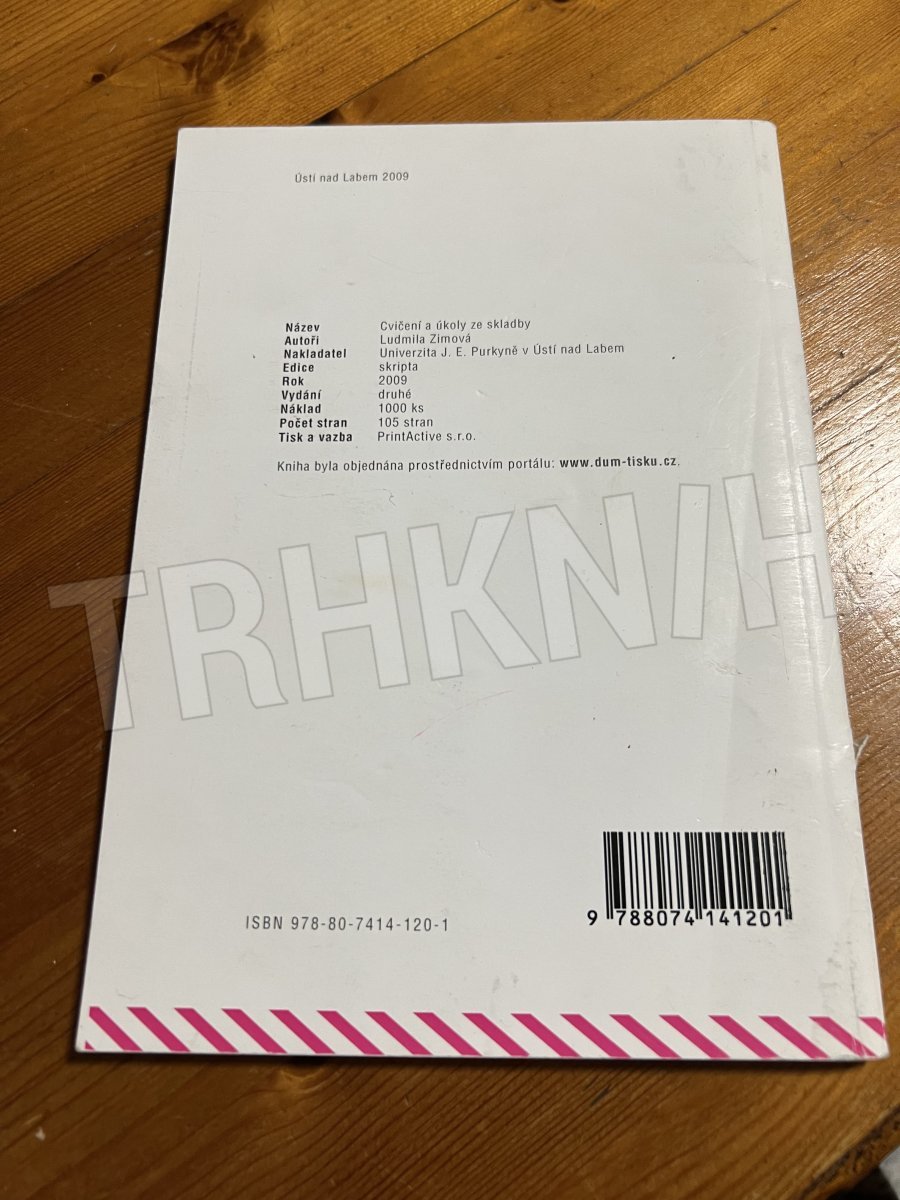 Ústí nad Labem 2009
Název Cvičení a úkoly ze skladby
Autoři Ludmila Zimová
Nakladatel Univerzita J. E. Purkyně v Ústí nad Labem
Edice skripta
Rok 2009
Vydání druhé
Náklad 1000 ks
Počet stran 105 stran
Tisk a vazba PrintActive s.r.o.
Kniha byla objednána prostřednictvím portálu: www.dum-tisku.cz.
TRHKNIH
ISBN 978-80-7414-120-1
9 788074 141201